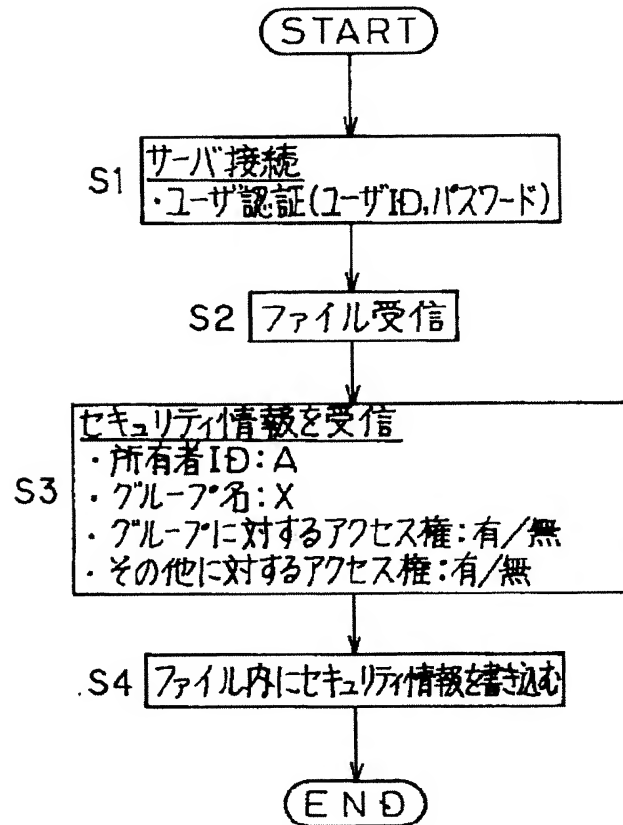 START
S1
サーバ接続
・ユーザ認証(ユーザID,パスワード)
S2 ファイル受信
セキュリティ情報を受信
・所有者ID:A
S3
・グループ名:X
・グループに対するアクセス権:有/無
・その他に対するアクセス権:有/無
.S4 ファイル内にセキュリティ情報を書き込む
END